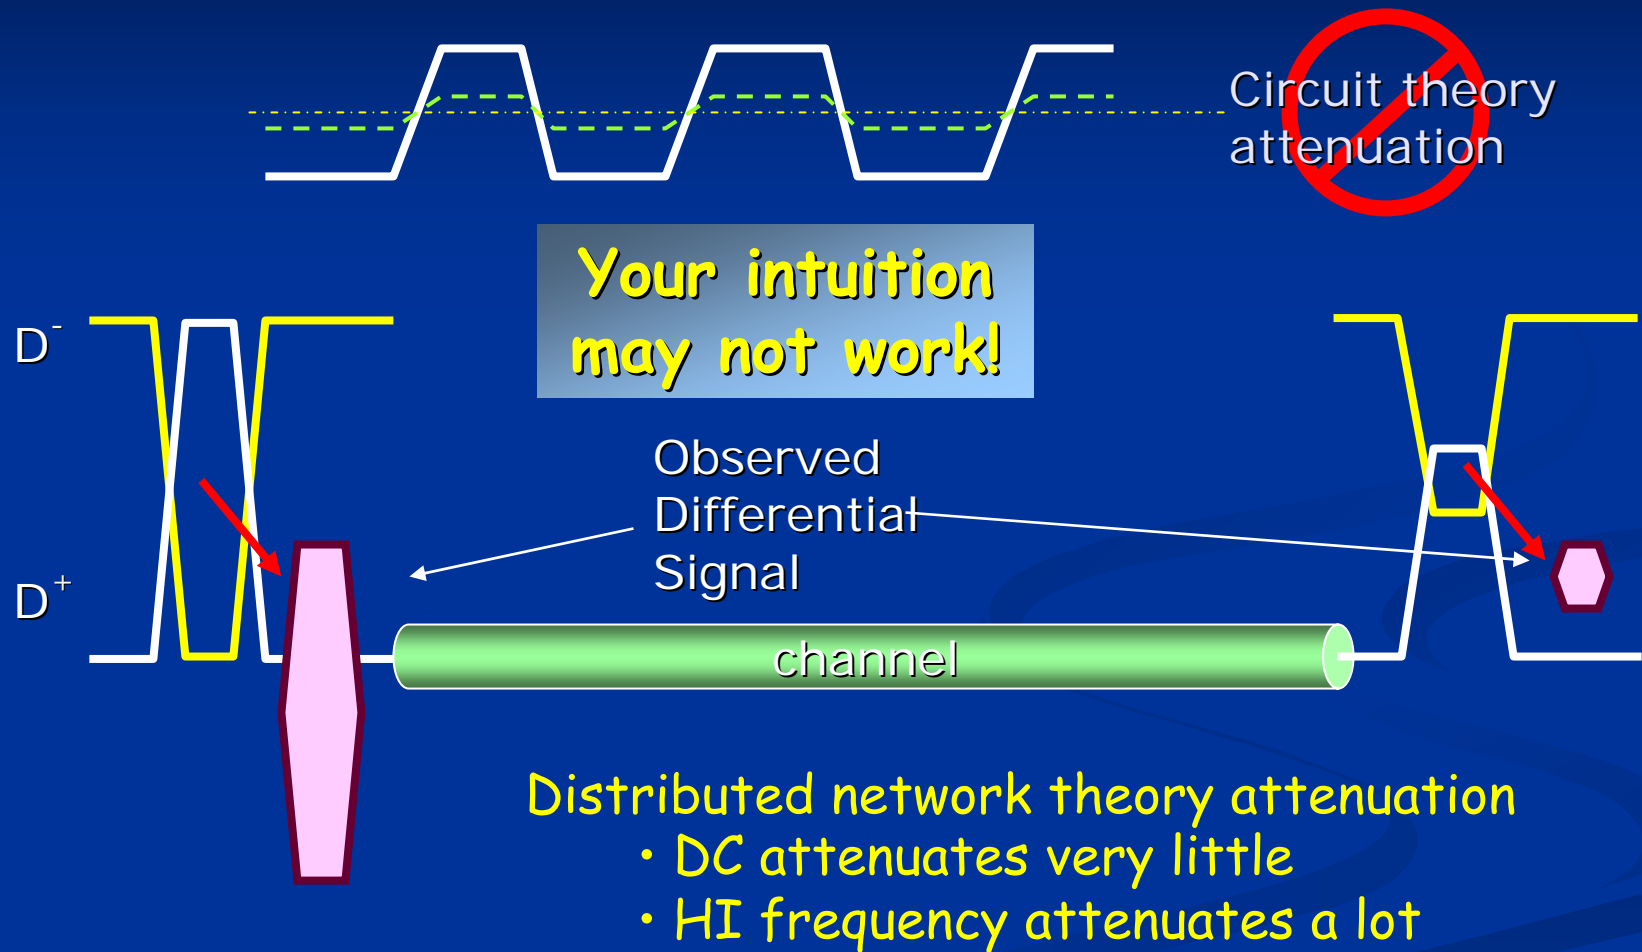 Circuit theory
attenuation
Your intuition
may not work!
D-
Observed
Differential
Signal
D+
channel
Distributed network theory attenuation
• DC attenuates very little
• HI frequency attenuates a lot